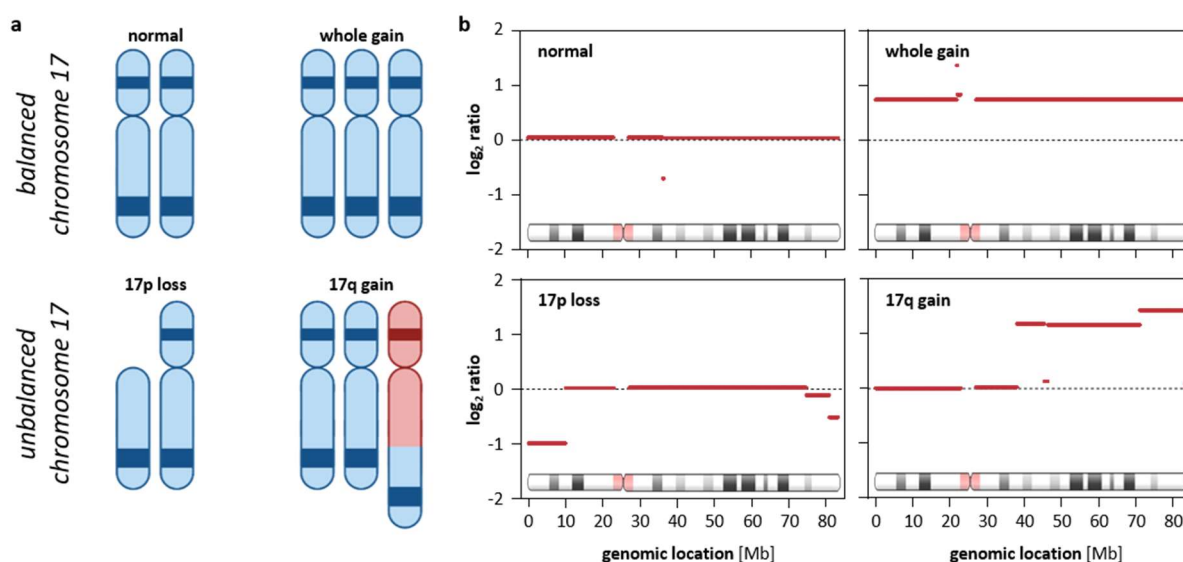 a
balanced
chromosome 17
normal
whole gain
unbalanced
chromosome 17
17p loss
17q gain
b
log₂ ratio
2
1
0
-1
-2
normal
whole gain
log₂ ratio
2
1
0
-1
-2
17p loss
17q gain
0 10 20 30 40 50 60 70 80
0 10 20 30 40 50 60 70 80
genomic location [Mb]
genomic location [Mb]